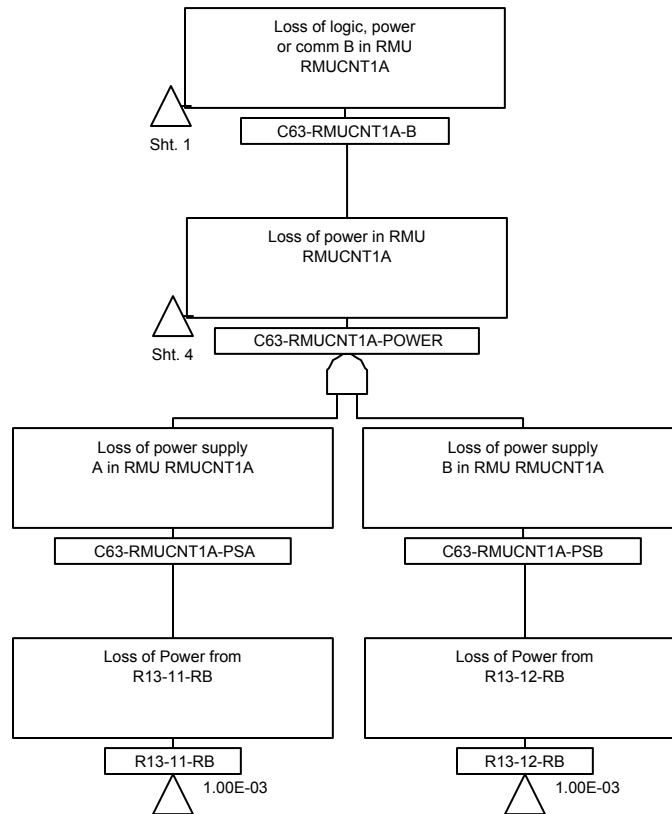 Loss of logic, power
or comm B in RMU
RMUCNT1A
Sht. 1
C63-RMUCNT1A-B
Loss of power in RMU
RMUCNT1A
Sht. 4
C63-RMUCNT1A-POWER
Loss of power supply
A in RMU RMUCNT1A
C63-RMUCNT1A-PSA
Loss of power supply
B in RMU RMUCNT1A
C63-RMUCNT1A-PSB
Loss of Power from
R13-11-RB
R13-11-RB
1.00E-03
Loss of Power from
R13-12-RB
R13-12-RB
1.00E-03